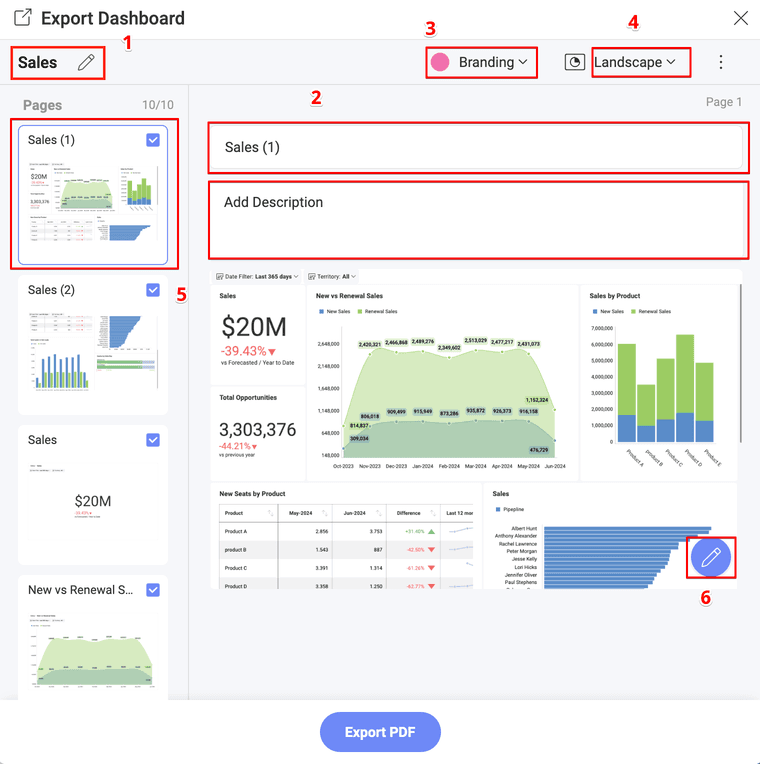 Export Dashboard
1
3
4
Sales
Branding
Landscape
2
Pages 10/10
Page 1
Sales (1)
Sales (1)
Add Description
5
Sales (2)
Sales
$20M
New vs Renewal S...
Date Filter: Last 365 days
Territory: All
Sales
$20M
-39.43%▼
vs Forecasted / Year to Date
Total Opportunities
3,303,376
-44.21%▼
vs previous year
New vs Renewal Sales
New Sales Renewal Sales
2,648,000
2,148,000
1,648,000
1,148,000
648,000
148,000
2,420,321 2,466,868 2,489,276 2,349,602 2,513,029 2,477,217 2,431,073
1,152,324
814,837 806,018 909,499 915,949 873,286 935,872 926,373 916,158
309,034
476,729
Oct-2023 Nov-2023 Dec-2023 Jan-2024 Feb-2024 Mar-2024 Apr-2024 May-2024 Jun-2024
Sales by Product
New Sales Renewal Sales
7,000,000
6,000,000
5,000,000
4,000,000
3,000,000
2,000,000
1,000,000
0
Product A product B Product C Product D Product E
New Seats by Product
Product May-2024 Jun-2024 Difference Last 12 mon
Product A 2.856 3.753 +31.40% ▲
product B 1.543 887 -42.50% ▼
Product C 3.391 1.314 -61.26% ▼
Product D 3.358 1.250 -62.77% ▼
Sales
Pipepline
Albert Hunt
Anthony Alexander
Rachel Lawrence
Peter Morgan
Jesse Kelly
Lori Hicks
Jennifer Oliver
Paul Stephens
6
Export PDF